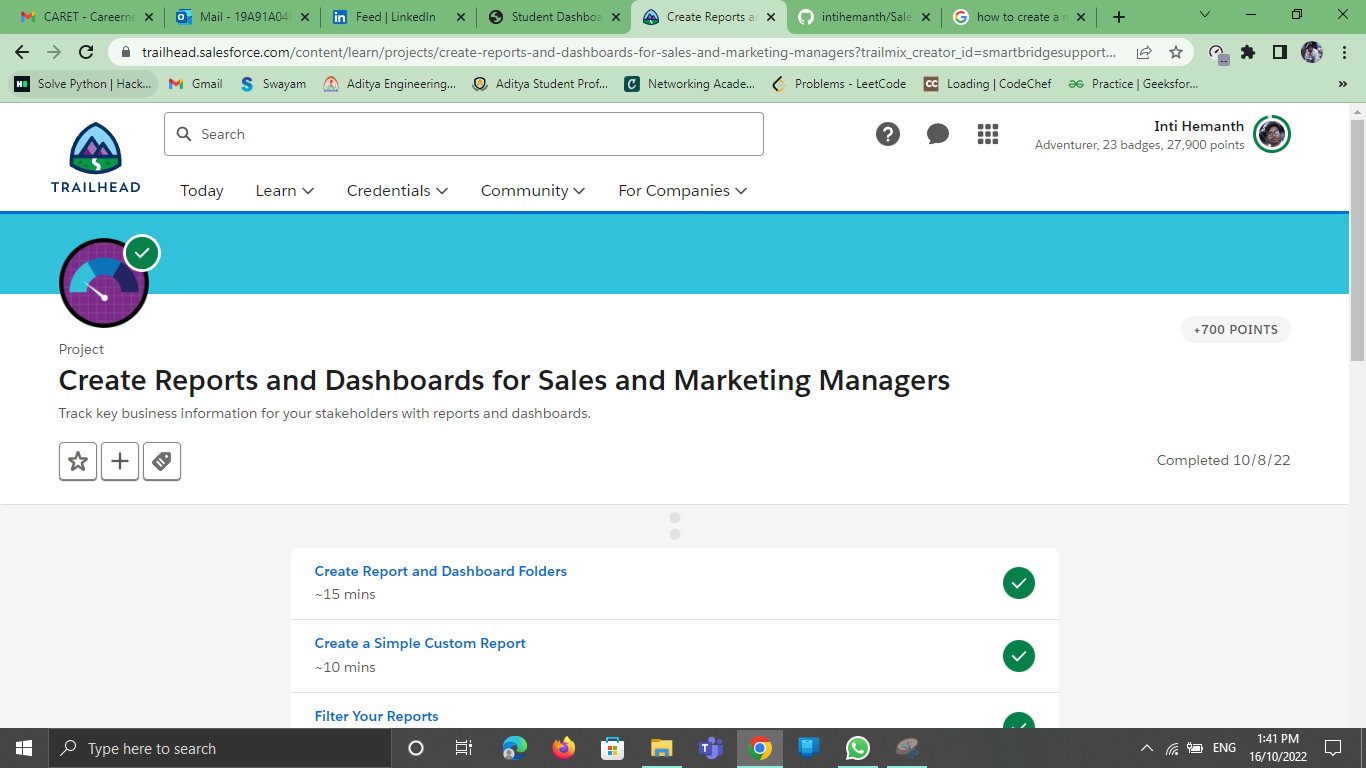 CARET - Careerne
Mail - 19A91A04
Feed | LinkedIn
Student Dashboa
Create Reports a
intihemanth/Sale
how to create a
trailhead.salesforce.com/content/learn/projects/create-reports-and-dashboards-for-sales-and-marketing-managers?trailmix_creator_id=smartbridgesupport...
Solve Python | Hack... Gmail Swayam Aditya Engineering... Aditya Student Prof... Networking Acade... Problems - LeetCode Loading | CodeChef Practice | Geeksfor... »
TRAILHEAD
Search
Inti Hemanth
Adventurer, 23 badges, 27,900 points
Today Learn Credentials Community For Companies
+700 POINTS
Project
Create Reports and Dashboards for Sales and Marketing Managers
Track key business information for your stakeholders with reports and dashboards.
Completed 10/8/22
Create Report and Dashboard Folders
~15 mins
Create a Simple Custom Report
~10 mins
Filter Your Reports
Type here to search
ENG
1:41 PM
16/10/2022